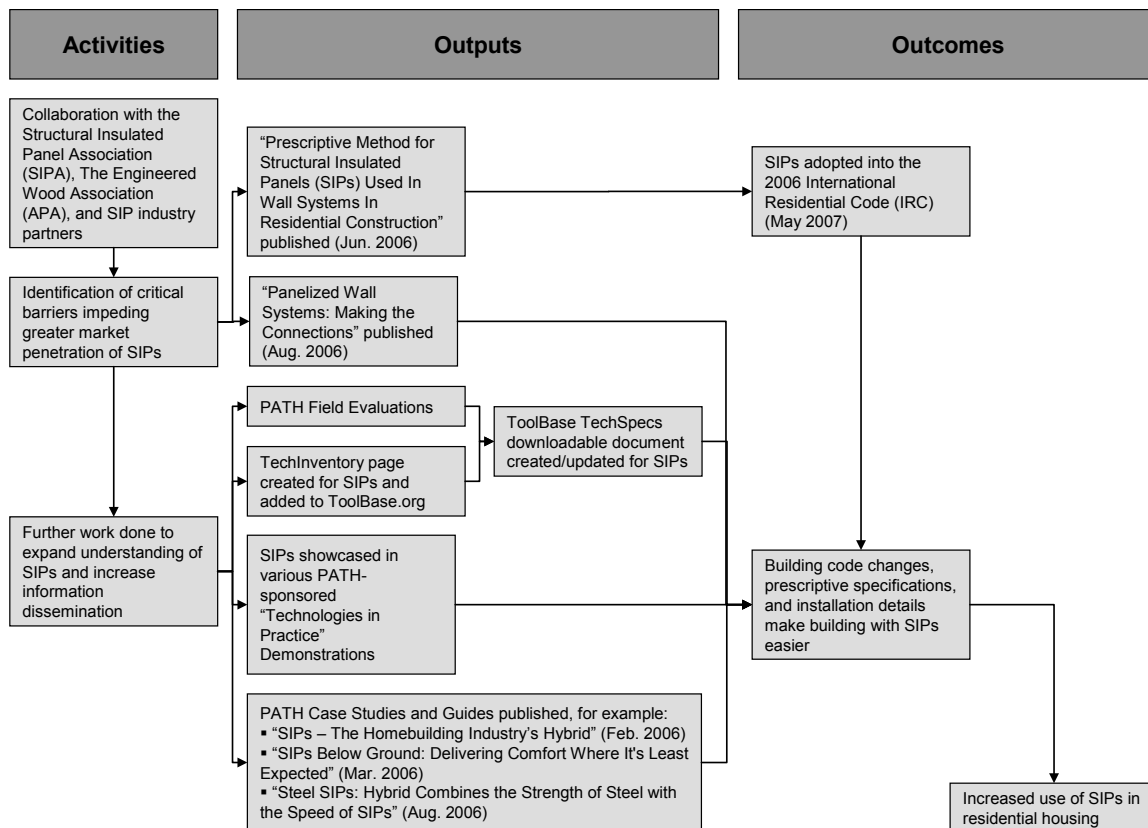 Activities
Outputs
Outcomes
Collaboration with the
Structural Insulated
Panel Association
(SIPA), The Engineered
Wood Association
(APA), and SIP industry
partners
Identification of critical
barriers impeding
greater market
penetration of SIPs
Further work done to
expand understanding of
SIPs and increase
information
dissemination
“Prescriptive Method for
Structural Insulated
Panels (SIPs) Used In
Wall Systems In
Residential Construction”
published (Jun. 2006)
“Panelized Wall
Systems: Making the
Connections” published
(Aug. 2006)
PATH Field Evaluations
TechInventory page
created for SIPs and
added to ToolBase.org
ToolBase TechSpecs
downloadable document
created/updated for SIPs
SIPs showcased in
various PATH-
sponsored
“Technologies in
Practice”
Demonstrations
PATH Case Studies and Guides published, for example:
▪ “SIPs – The Homebuilding Industry’s Hybrid” (Feb. 2006)
▪ “SIPs Below Ground: Delivering Comfort Where It's Least
Expected” (Mar. 2006)
▪ “Steel SIPs: Hybrid Combines the Strength of Steel with
the Speed of SIPs” (Aug. 2006)
SIPs adopted into the
2006 International
Residential Code (IRC)
(May 2007)
Building code changes,
prescriptive specifications,
and installation details
make building with SIPs
easier
Increased use of SIPs in
residential housing